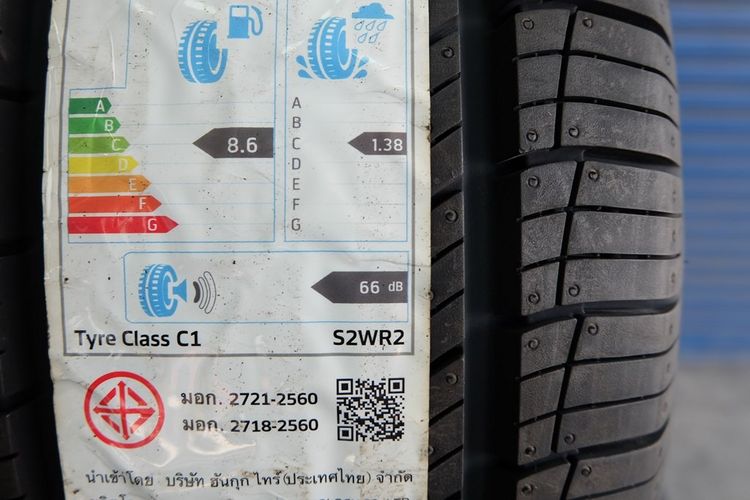 A
B
C
D
E
F
G
8.6
A
B
C
D
E
F
G
1.38
66 dB
Tyre Class C1 S2WR2
มอก. 2721-2560
มอก. 2718-2560
นำเข้าโดย บริษัท ฮันกุก ไทร์ (ประเทศไทย) จำกัด